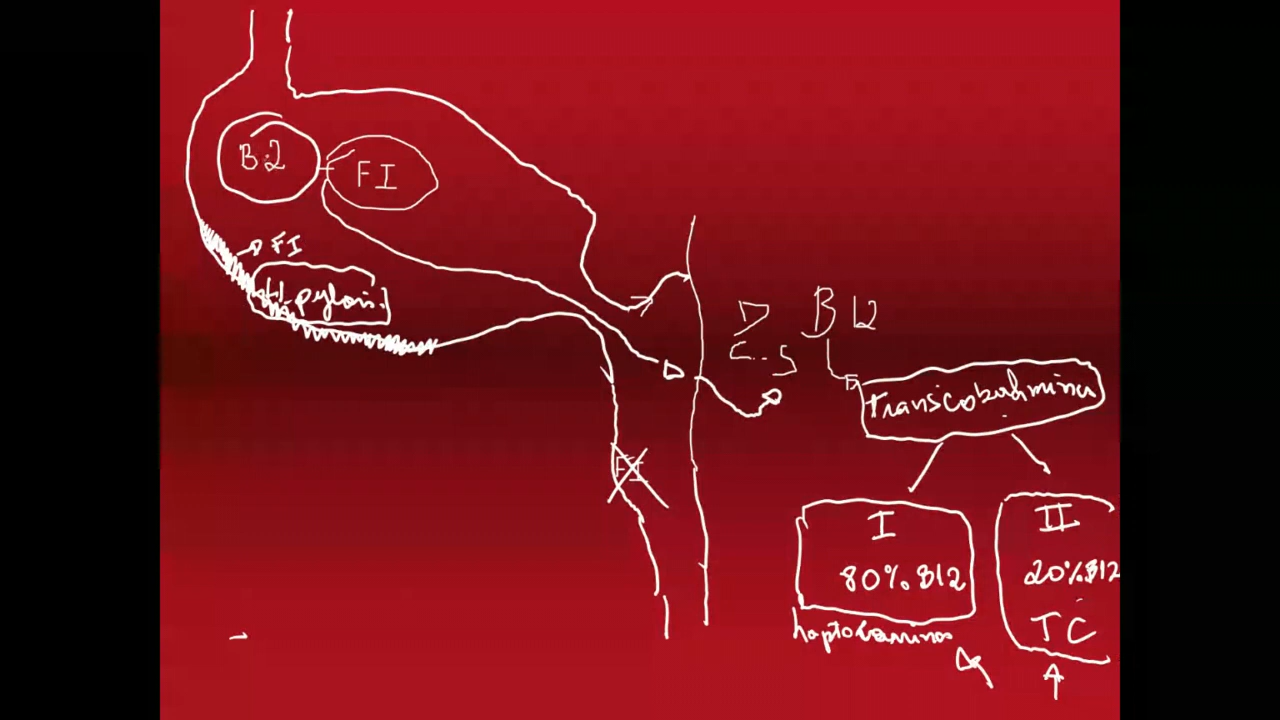 B12
FI
FI
H. pylori
B12
Transcobalamina
FI
I
80% B12
haptocorrinas
II
20% B12
TC